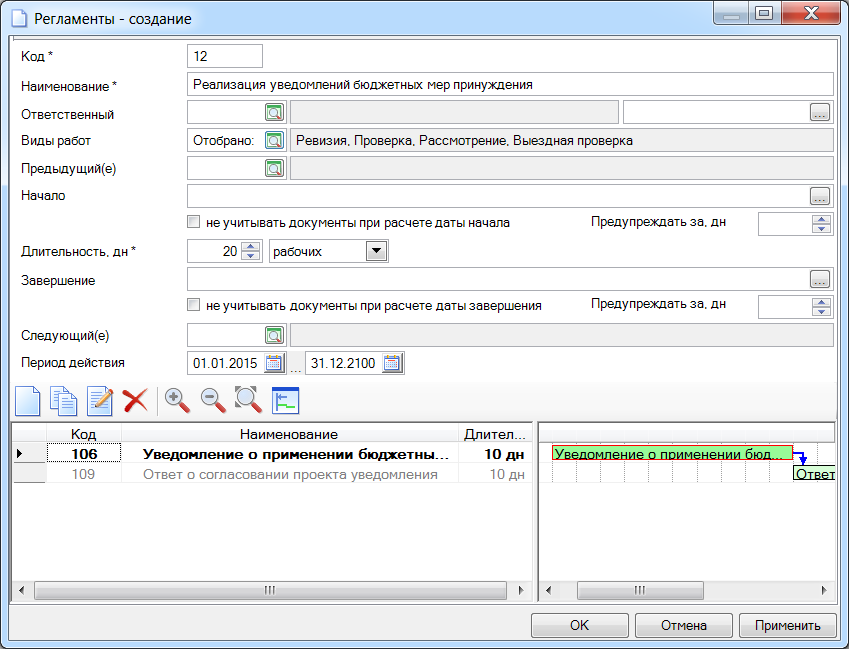 Регламенты - создание
Код *
12
Наименование *
Реализация уведомлений бюджетных мер принуждения
Ответственный
...
Виды работ
Отобрано:
Ревизия, Проверка, Рассмотрение, Выездная проверка
Предыдущий(е)
Начало
...
не учитывать документы при расчете даты начала
Предупреждать за, дн
Длительность, дн *
20
рабочих
Завершение
...
не учитывать документы при расчете даты завершения
Предупреждать за, дн
Следующий(е)
Период действия
01.01.2015
...
31.12.2100
Код Наименование Длител...
106 Уведомление о применении бюджетны... 10 дн
109 Ответ о согласовании проекта уведомления 10 дн
Уведомление о применении бюд...
Ответ
OK
Отмена
Применить